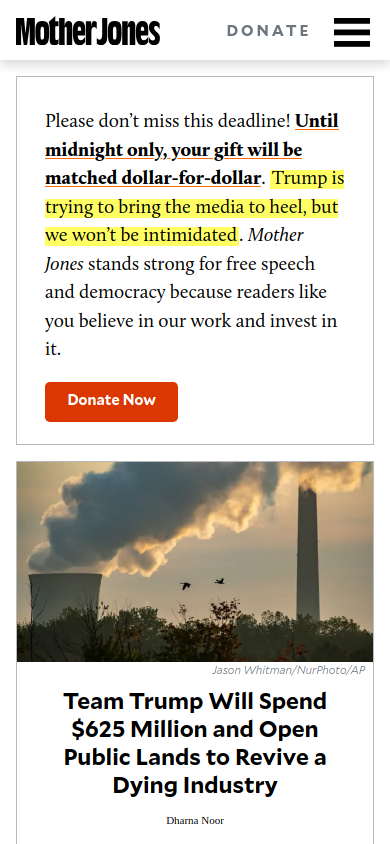 Mother Jones
DONATE
Please don’t miss this deadline! Until
midnight only, your gift will be
matched dollar-for-dollar. Trump is
trying to bring the media to heel, but
we won’t be intimidated. Mother
Jones stands strong for free speech
and democracy because readers like
you believe in our work and invest in
it.
Donate Now
Jason Whitman/NurPhoto/AP
Team Trump Will Spend
$625 Million and Open
Public Lands to Revive a
Dying Industry
Dharna Noor